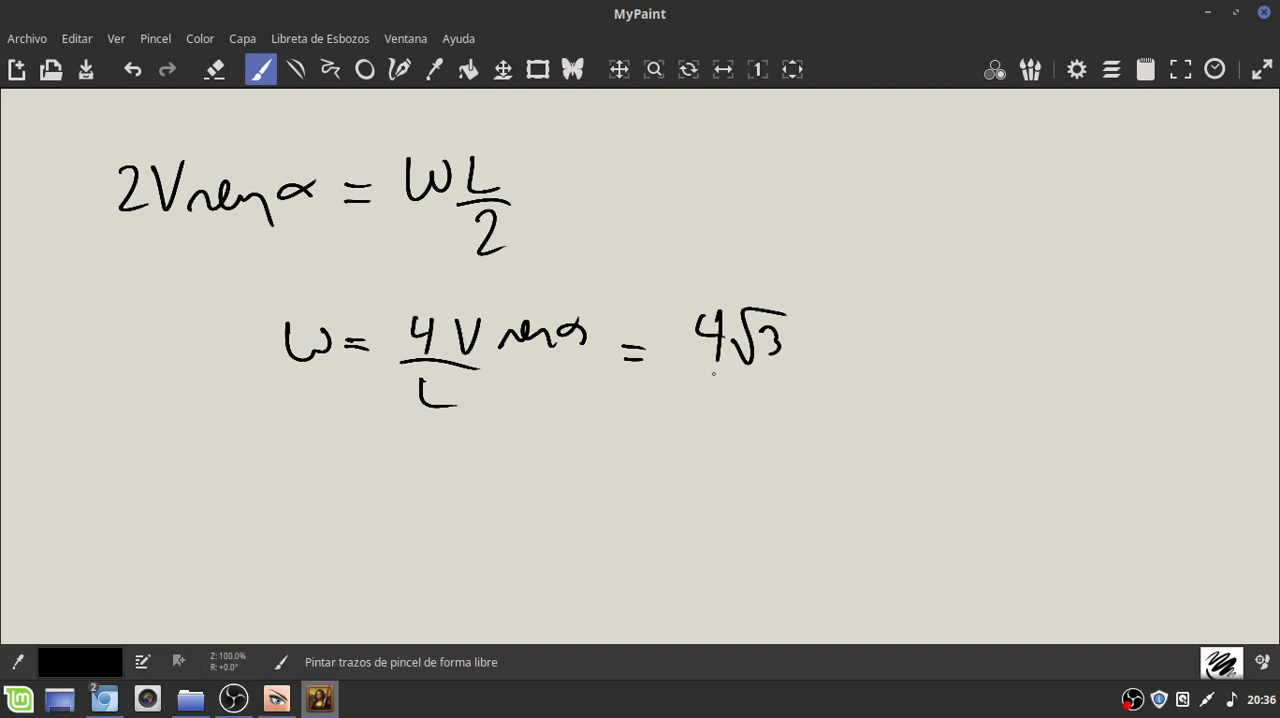 MyPaint
Archivo Editar Ver Pincel Color Capa Libreta de Esbozos Ventana Ayuda
2V sen α = ω L/2
ω = 4V/L sen α = 4√3
Z: 100.0%
R: +0.0°
Pintar trazos de pincel de forma libre
2
20:36